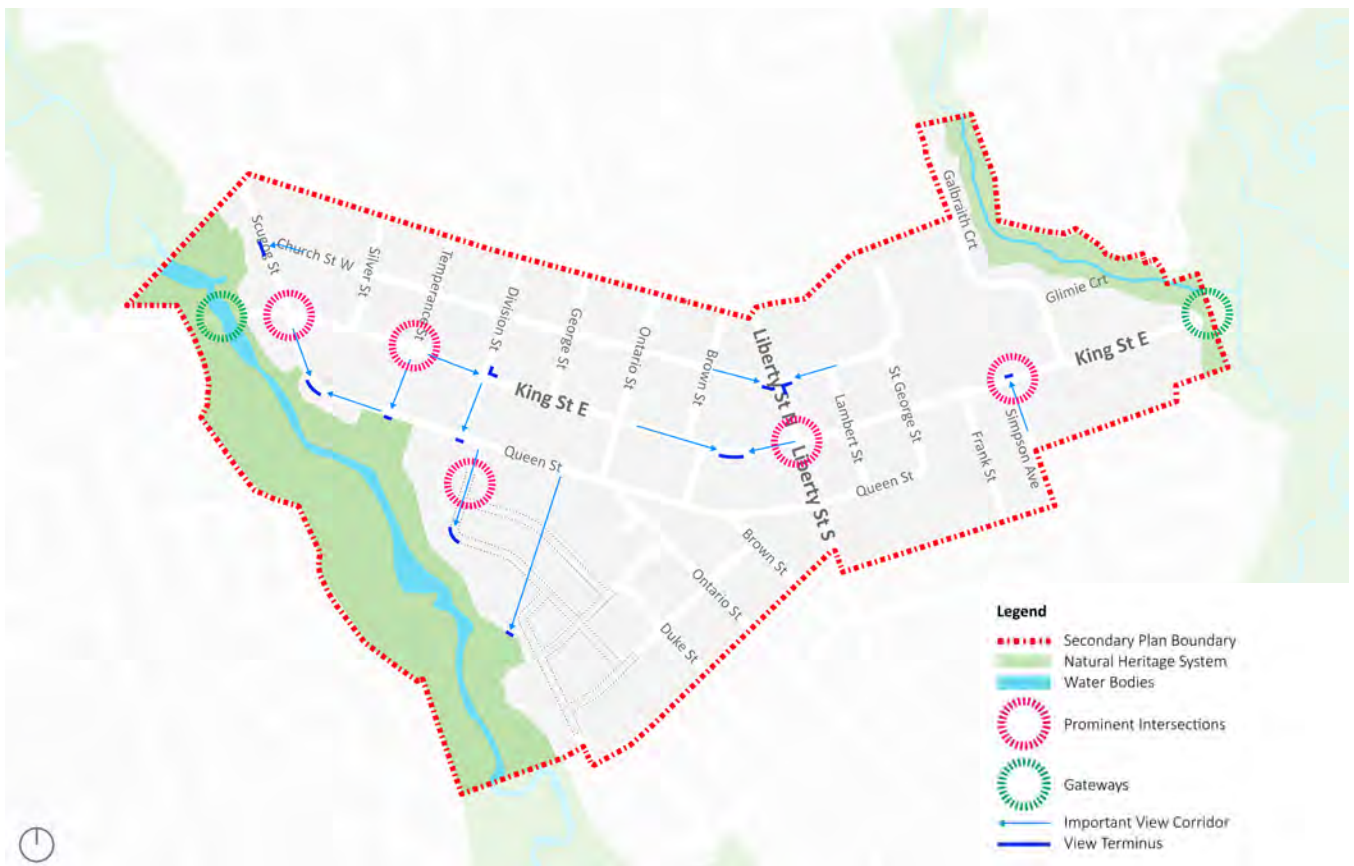 Galbraith Crt
Scugog St
Church St W
Silver St
Temperance St
Division St
George St
Ontario St
Brown St
Liberty St N
Glimie Crt
King St E
King St E
Lambert St
St George St
Simpson Ave
Frank St
Queen St
Queen St
Liberty St S
Brown St
Ontario St
Duke St
Legend
Secondary Plan Boundary
Natural Heritage System
Water Bodies
Prominent Intersections
Gateways
Important View Corridor
View Terminus